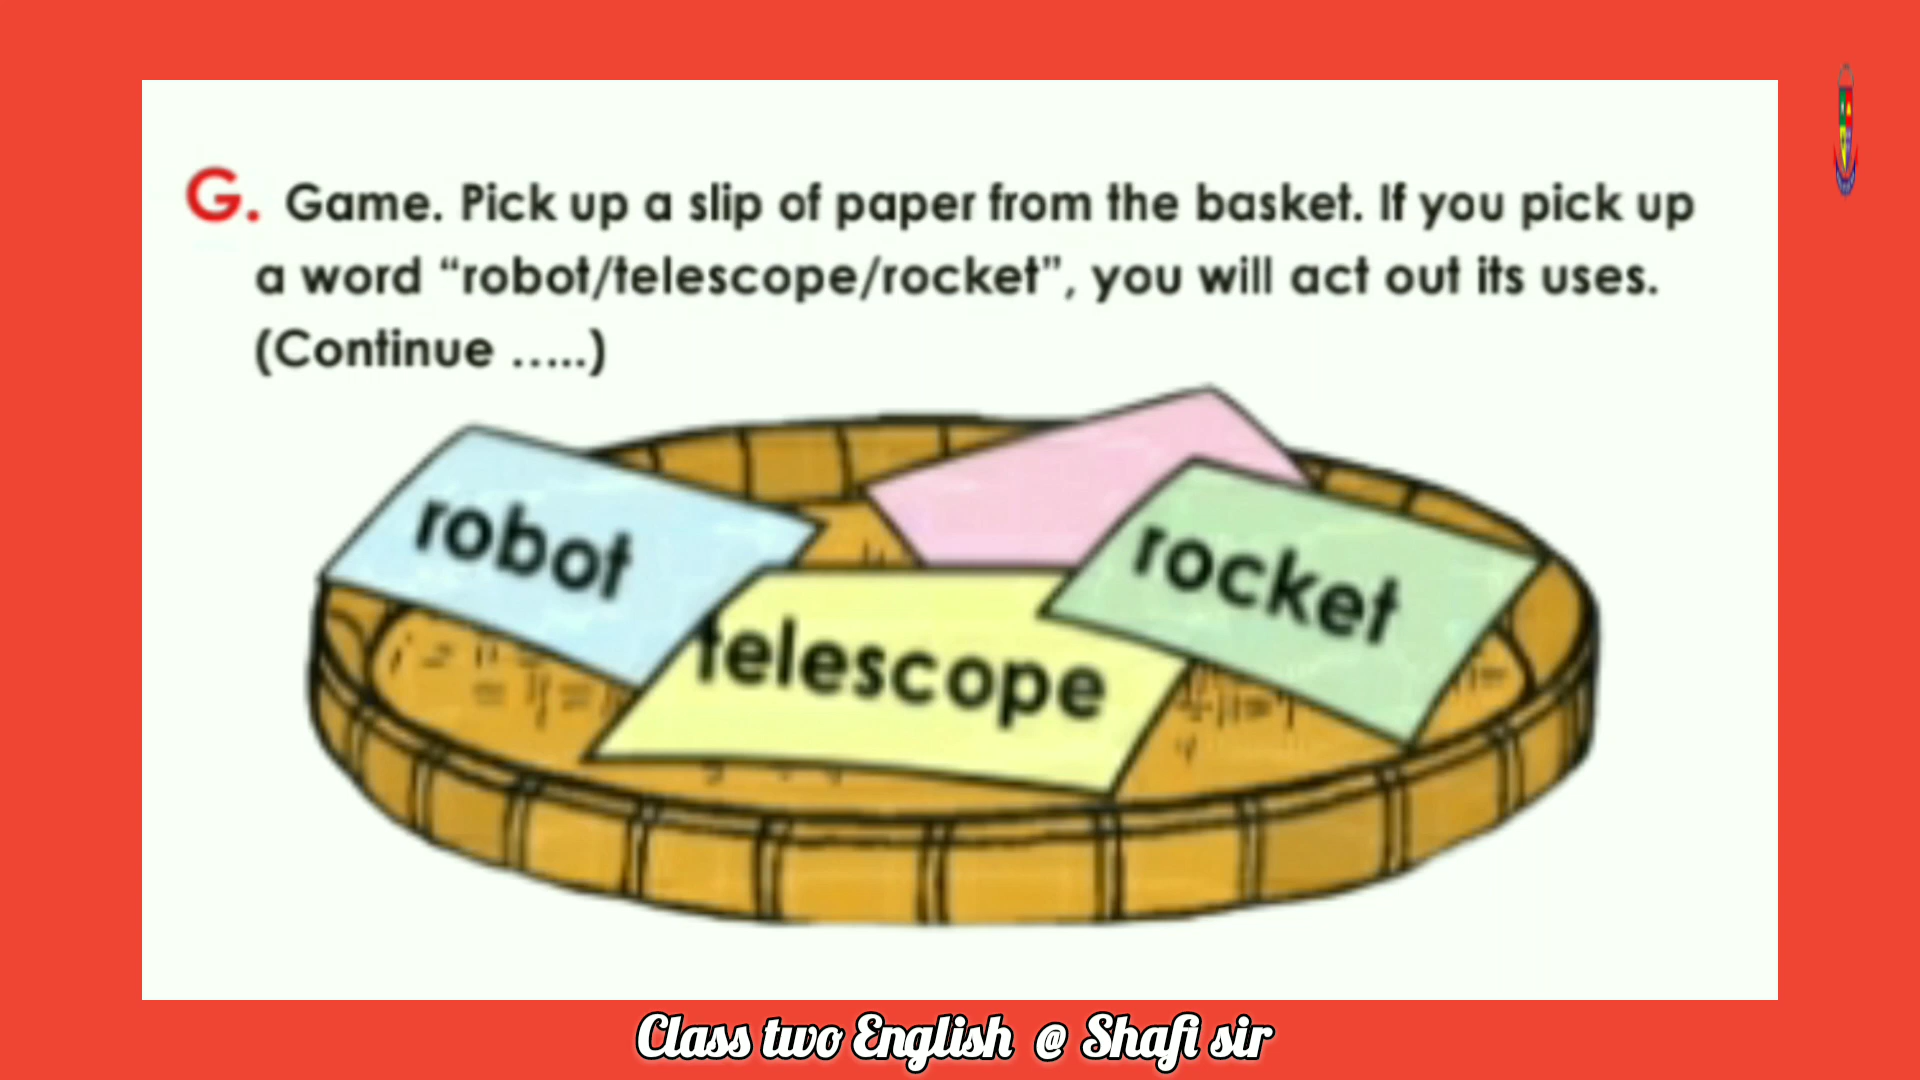 G. Game. Pick up a slip of paper from the basket. If you pick up
a word “robot/telescope/rocket”, you will act out its uses.
(Continue .....)
robot
rocket
telescope
Class two English @ Shafi sir